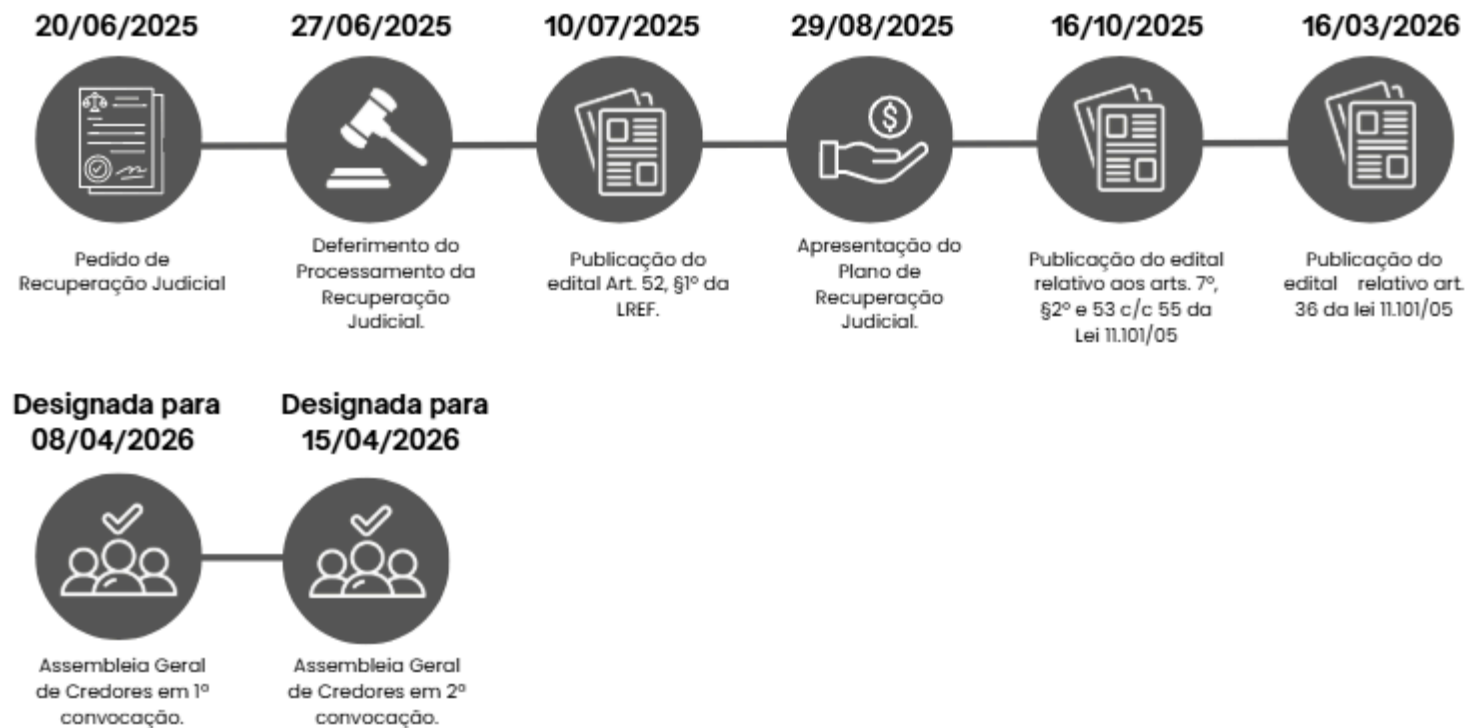 20/06/2025
27/06/2025
10/07/2025
29/08/2025
16/10/2025
16/03/2026
Pedido de
Recuperação Judicial
Deferimento do
Processamento da
Recuperação
Judicial.
Publicação do
edital Art. 52, §1º da
LREF.
Apresentação do
Plano de
Recuperação
Judicial.
Publicação do edital
relativo aos arts. 7º,
§2º e 53 c/c 55 da
Lei 11.101/05
Publicação do
edital relativo art.
36 da lei 11.101/05
Designada para
08/04/2026
Designada para
15/04/2026
Assembleia Geral
de Credores em 1ª
convocação.
Assembleia Geral
de Credores em 2ª
convocação.